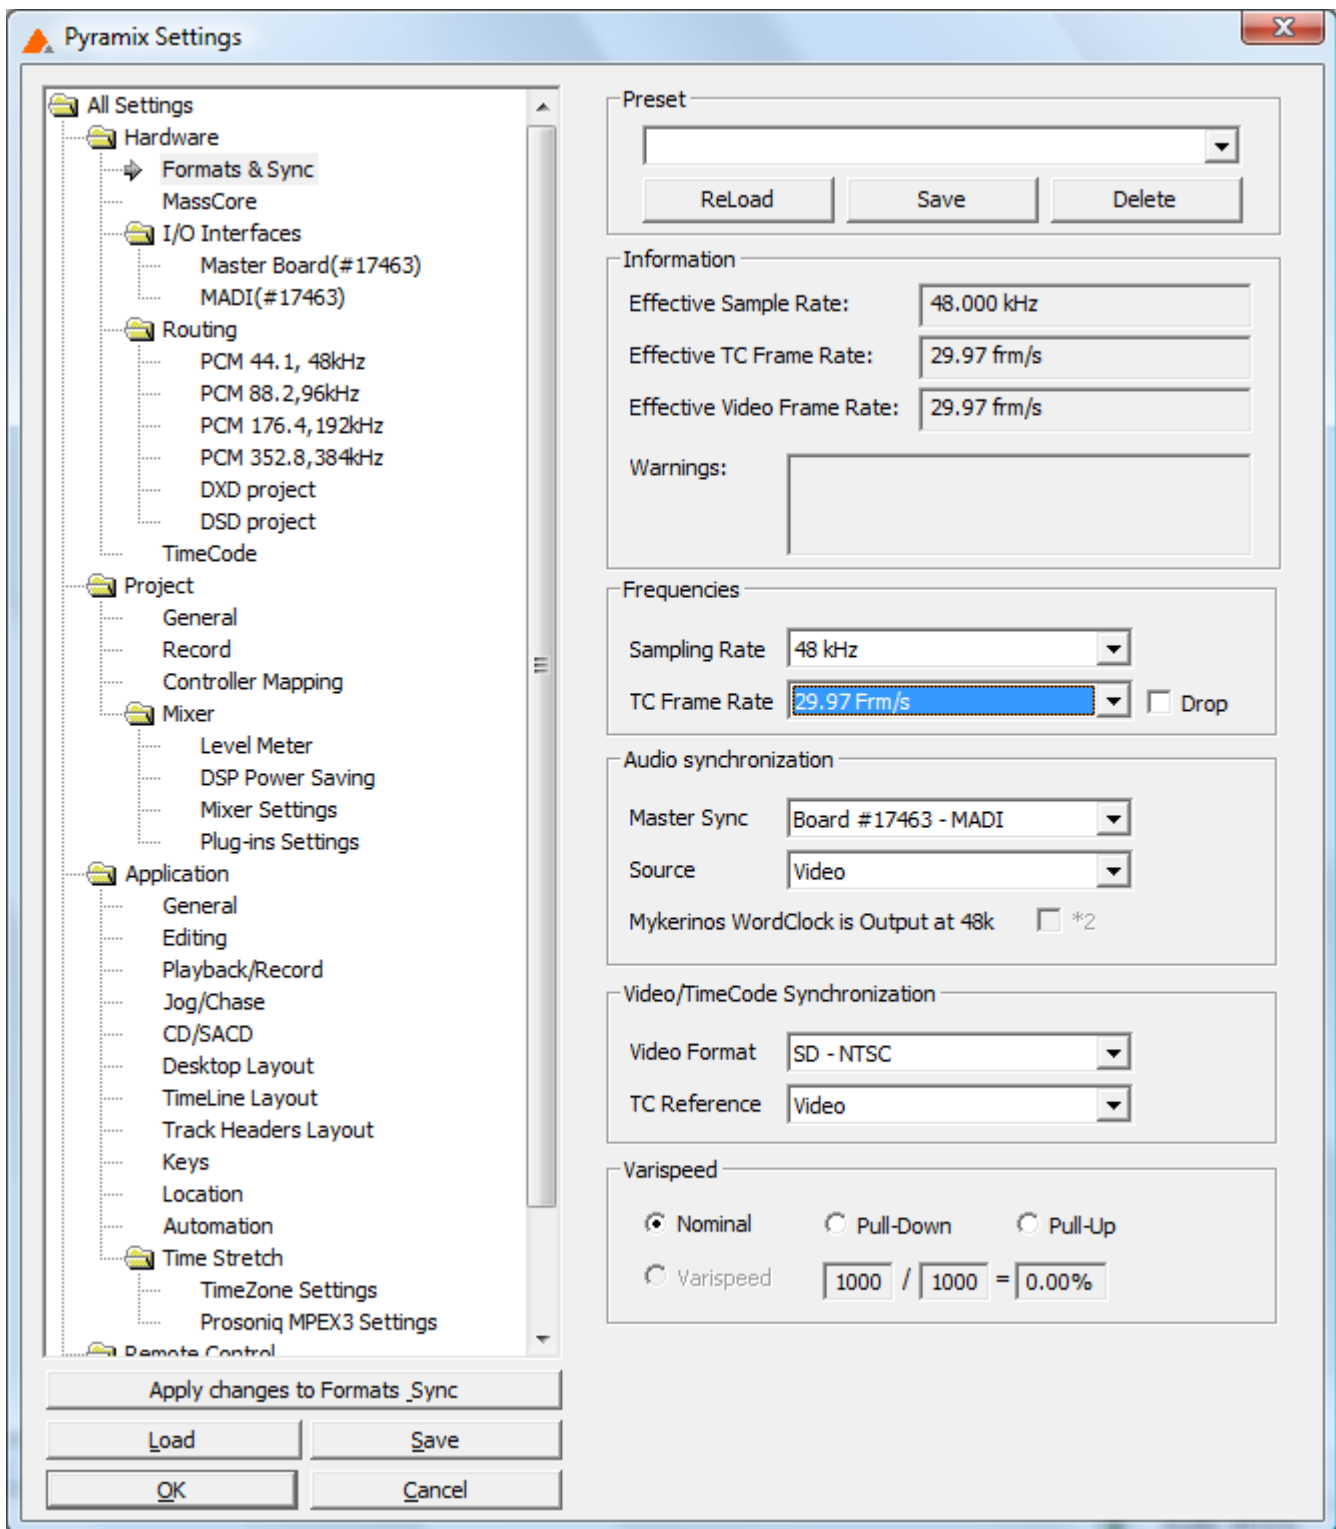 Pyramix Settings
All Settings
Hardware
Formats & Sync
MassCore
I/O Interfaces
Master Board(#17463)
MADI(#17463)
Routing
PCM 44.1, 48kHz
PCM 88.2,96kHz
PCM 176.4,192kHz
PCM 352.8,384kHz
DXD project
DSD project
TimeCode
Project
General
Record
Controller Mapping
Mixer
Level Meter
DSP Power Saving
Mixer Settings
Plug-ins Settings
Application
General
Editing
Playback/Record
Jog/Chase
CD/SACD
Desktop Layout
TimeLine Layout
Track Headers Layout
Keys
Location
Automation
Time Stretch
TimeZone Settings
Prosoniq MPEX3 Settings
Remote Control
Apply changes to Formats _Sync
Load Save
OK Cancel
Preset
ReLoad Save Delete
Information
Effective Sample Rate: 48.000 kHz
Effective TC Frame Rate: 29.97 frm/s
Effective Video Frame Rate: 29.97 frm/s
Warnings:
Frequencies
Sampling Rate 48 kHz
TC Frame Rate 29.97 Frm/s Drop
Audio synchronization
Master Sync Board #17463 - MADI
Source Video
Mykerinos WordClock is Output at 48k *2
Video/TimeCode Synchronization
Video Format SD - NTSC
TC Reference Video
Varispeed
Nominal Pull-Down Pull-Up
Varispeed 1000 / 1000 = 0.00%